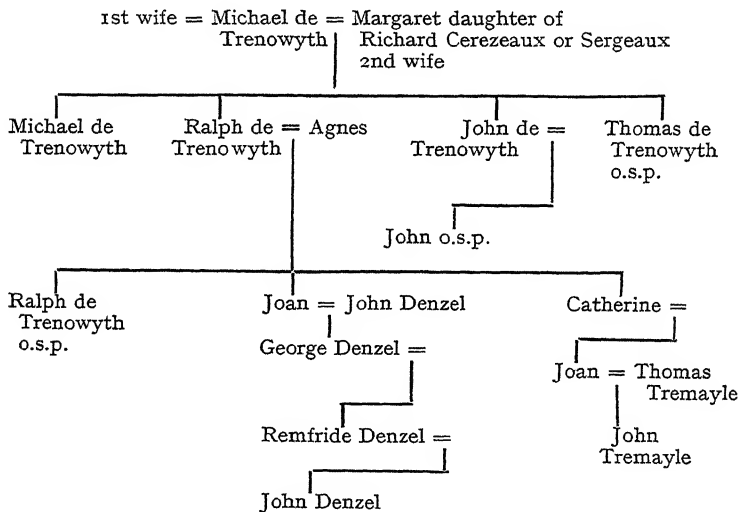 1st wife = Michael de = Margaret daughter of
Trenowyth Richard Cerezeaux or Sergeaux
2nd wife
Michael de Ralph de = Agnes John de = Thomas de
Trenowyth Trenowyth Trenowyth Trenowyth
o.s.p.
John o.s.p.
Ralph de Joan = John Denzel Catherine =
Trenowyth
o.s.p.
George Denzel =
Joan = Thomas
Tremayle
Remfride Denzel = John
Tremayle
John Denzel